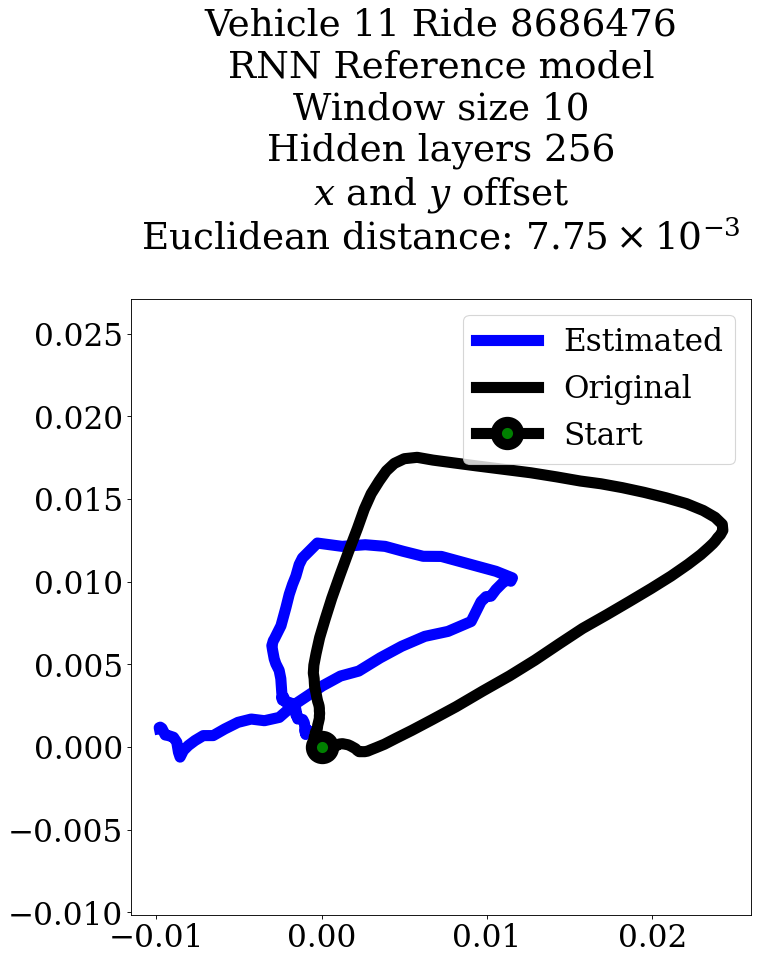 Vehicle 11 Ride 8686476
RNN Reference model
Window size 10
Hidden layers 256
x and y offset
Euclidean distance: 7.75 × 10⁻³
Estimated
Original
Start
0.025
0.020
0.015
0.010
0.005
0.000
−0.005
−0.010
−0.01 0.00 0.01 0.02